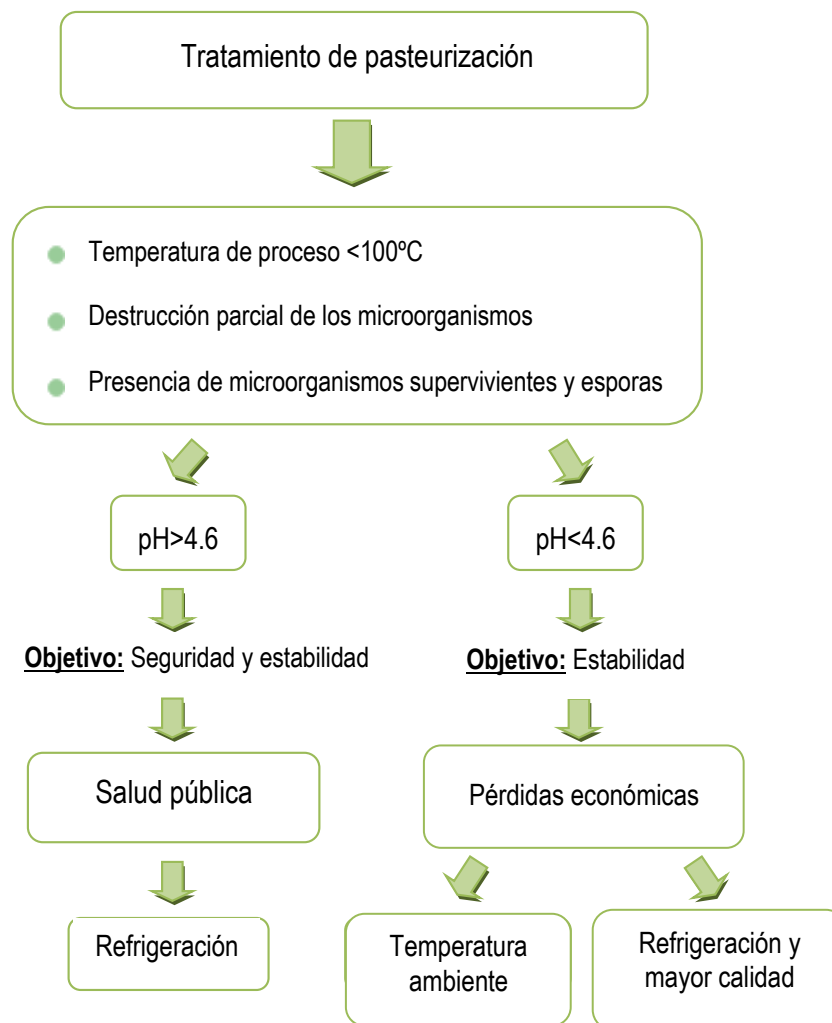 Tratamiento de pasteurización
Temperatura de proceso <100ºC
Destrucción parcial de los microorganismos
Presencia de microorganismos supervivientes y esporas
pH>4.6
pH<4.6
Objetivo: Seguridad y estabilidad
Objetivo: Estabilidad
Salud pública
Pérdidas económicas
Refrigeración
Temperatura
ambiente
Refrigeración y
mayor calidad